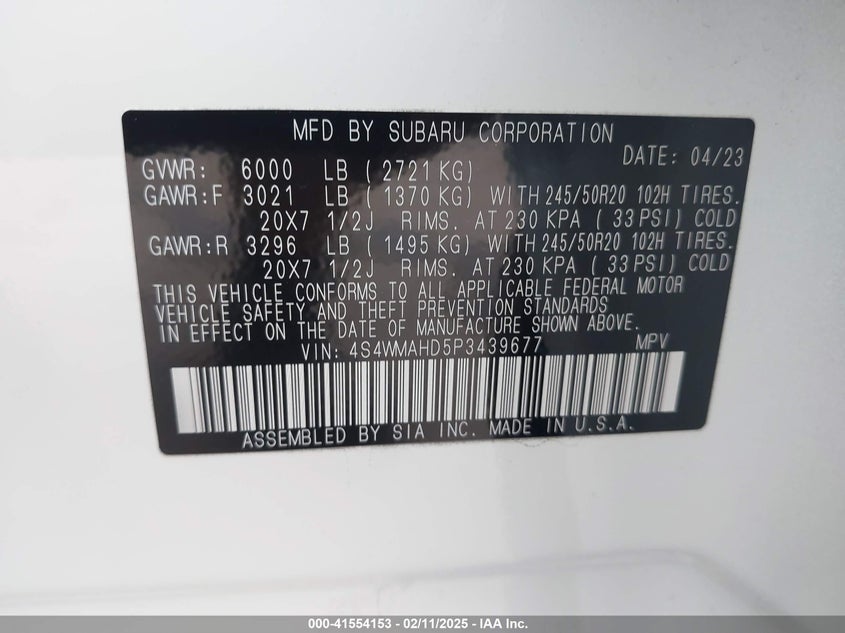 MFD BY SUBARU CORPORATION
DATE: 04/23
GVWR: 6000 LB ( 2721 KG)
GAWR:F 3021 LB ( 1370 KG) WITH 245/50R20 102H TIRES.
20X7 1/2J RIMS. AT 230 KPA ( 33 PSI) COLD
GAWR:R 3296 LB ( 1495 KG) WITH 245/50R20 102H TIRES.
20X7 1/2J RIMS. AT 230 KPA ( 33 PSI) COLD
THIS VEHICLE CONFORMS TO ALL APPLICABLE FEDERAL MOTOR
VEHICLE SAFETY AND THEFT PREVENTION STANDARDS
IN EFFECT ON THE DATE OF MANUFACTURE SHOWN ABOVE.
VIN: 4S4WMAHD5P3439677 MPV
ASSEMBLED BY SIA INC. MADE IN U.S.A.
000-41554153 - 02/11/2025 - IAA Inc.